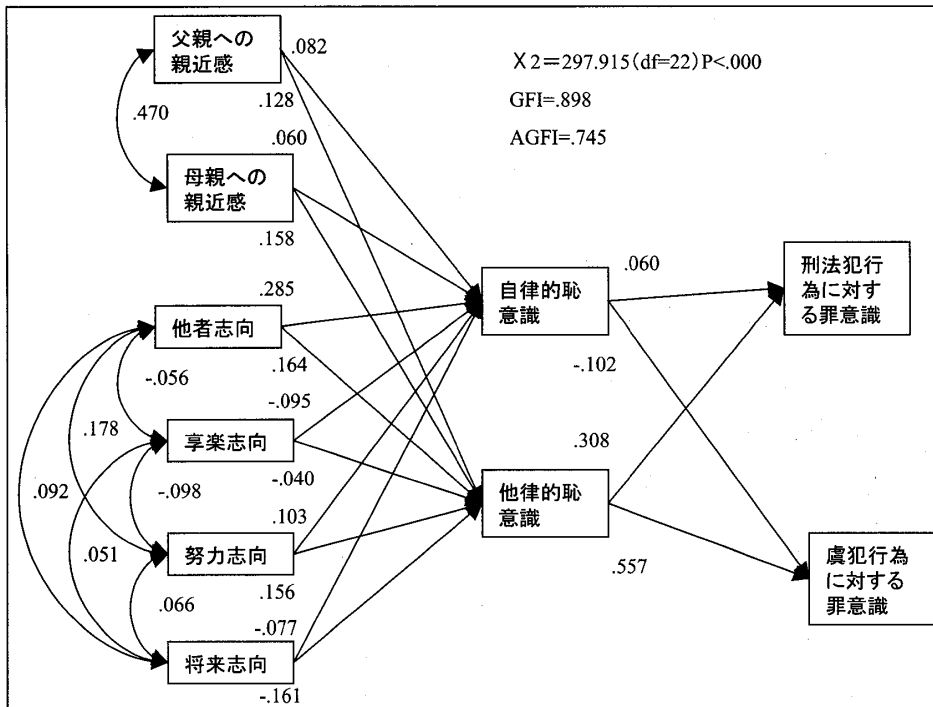 父親への
親近感
.082
Χ2=297.915(df=22)P<.000
.128
GFI=.898
.470
.060
AGFI=.745
母親への
親近感
.158
.060
刑法犯行
為に対す
る罪意識
.285
自律的恥
意識
他者志向
.164
-.056
-.102
-.095
.178
享楽志向
.308
-.040
.092
-.098
他律的恥
意識
.103
.051
努力志向
.557
虞犯行為
に対する
罪意識
.156
.066
-.077
将来志向
-.161